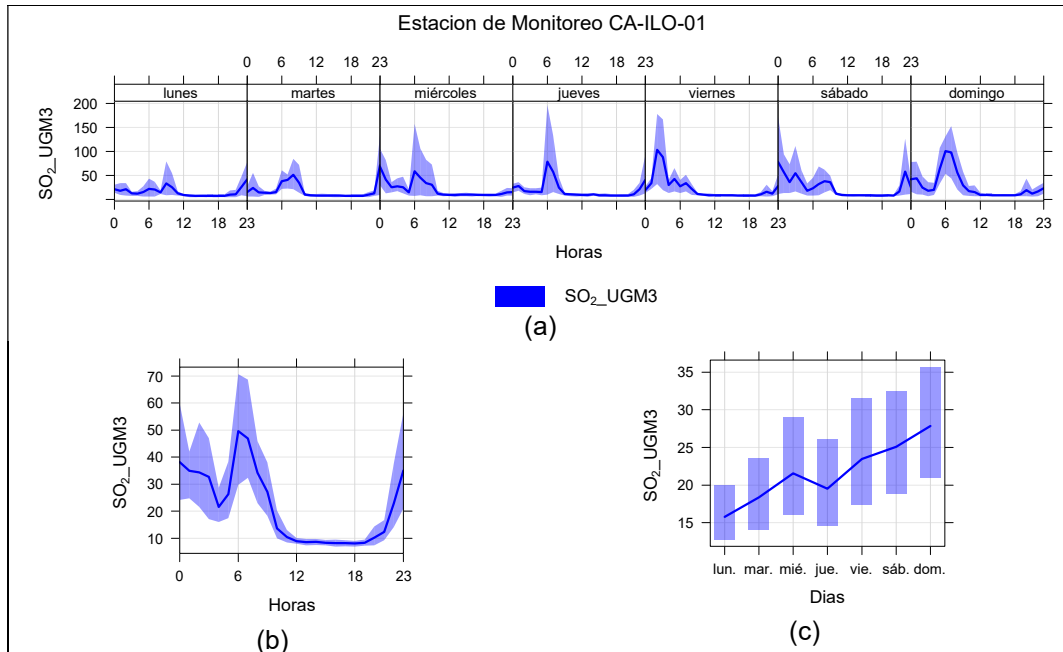 Estacion de Monitoreo CA-ILO-01
0 6 12 18 23 0 6 12 18 23 0 6 12 18 23
lunes martes miércoles jueves viernes sábado domingo
200
150
100
50
SO₂_UGM3
0 6 12 18 23 0 6 12 18 23 0 6 12 18 23 0 6 12 18 23
Horas
SO₂_UGM3
(a)
70
60
50
40
30
20
10
SO₂_UGM3
0 6 12 18 23
Horas
(b)
35
30
25
20
15
SO₂_UGM3
lun. mar. mié. jue. vie. sáb. dom.
Dias
(c)